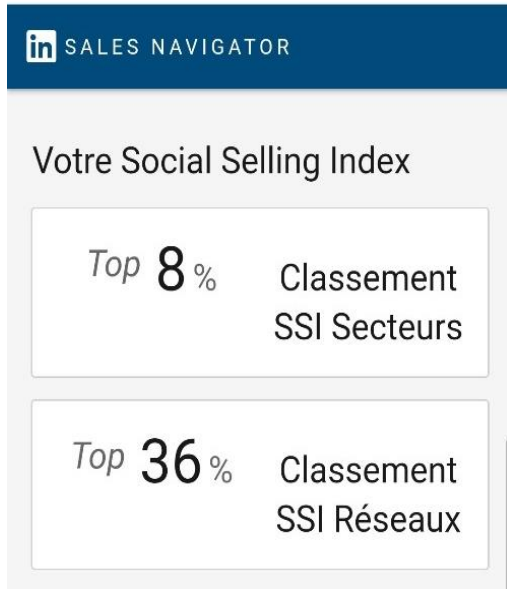 in SALES NAVIGATOR
Votre Social Selling Index
Top 8 %
Classement
SSI Secteurs
Top 36 %
Classement
SSI Réseaux